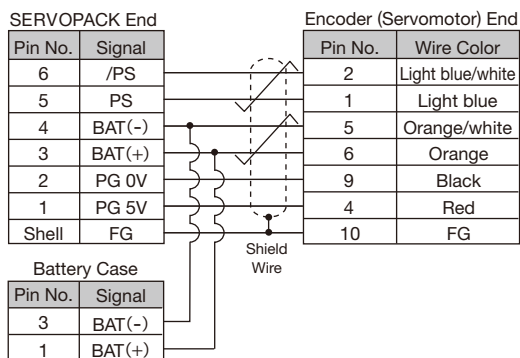 SERVOPACK End
Encoder (Servomotor) End
Pin No. Signal
Pin No. Wire Color
6 /PS
2 Light blue/white
5 PS
1 Light blue
4 BAT(-)
5 Orange/white
3 BAT(+)
6 Orange
2 PG 0V
9 Black
1 PG 5V
4 Red
Shell FG
10 FG
Shield
Wire
Battery Case
Pin No. Signal
3 BAT(-)
1 BAT(+)